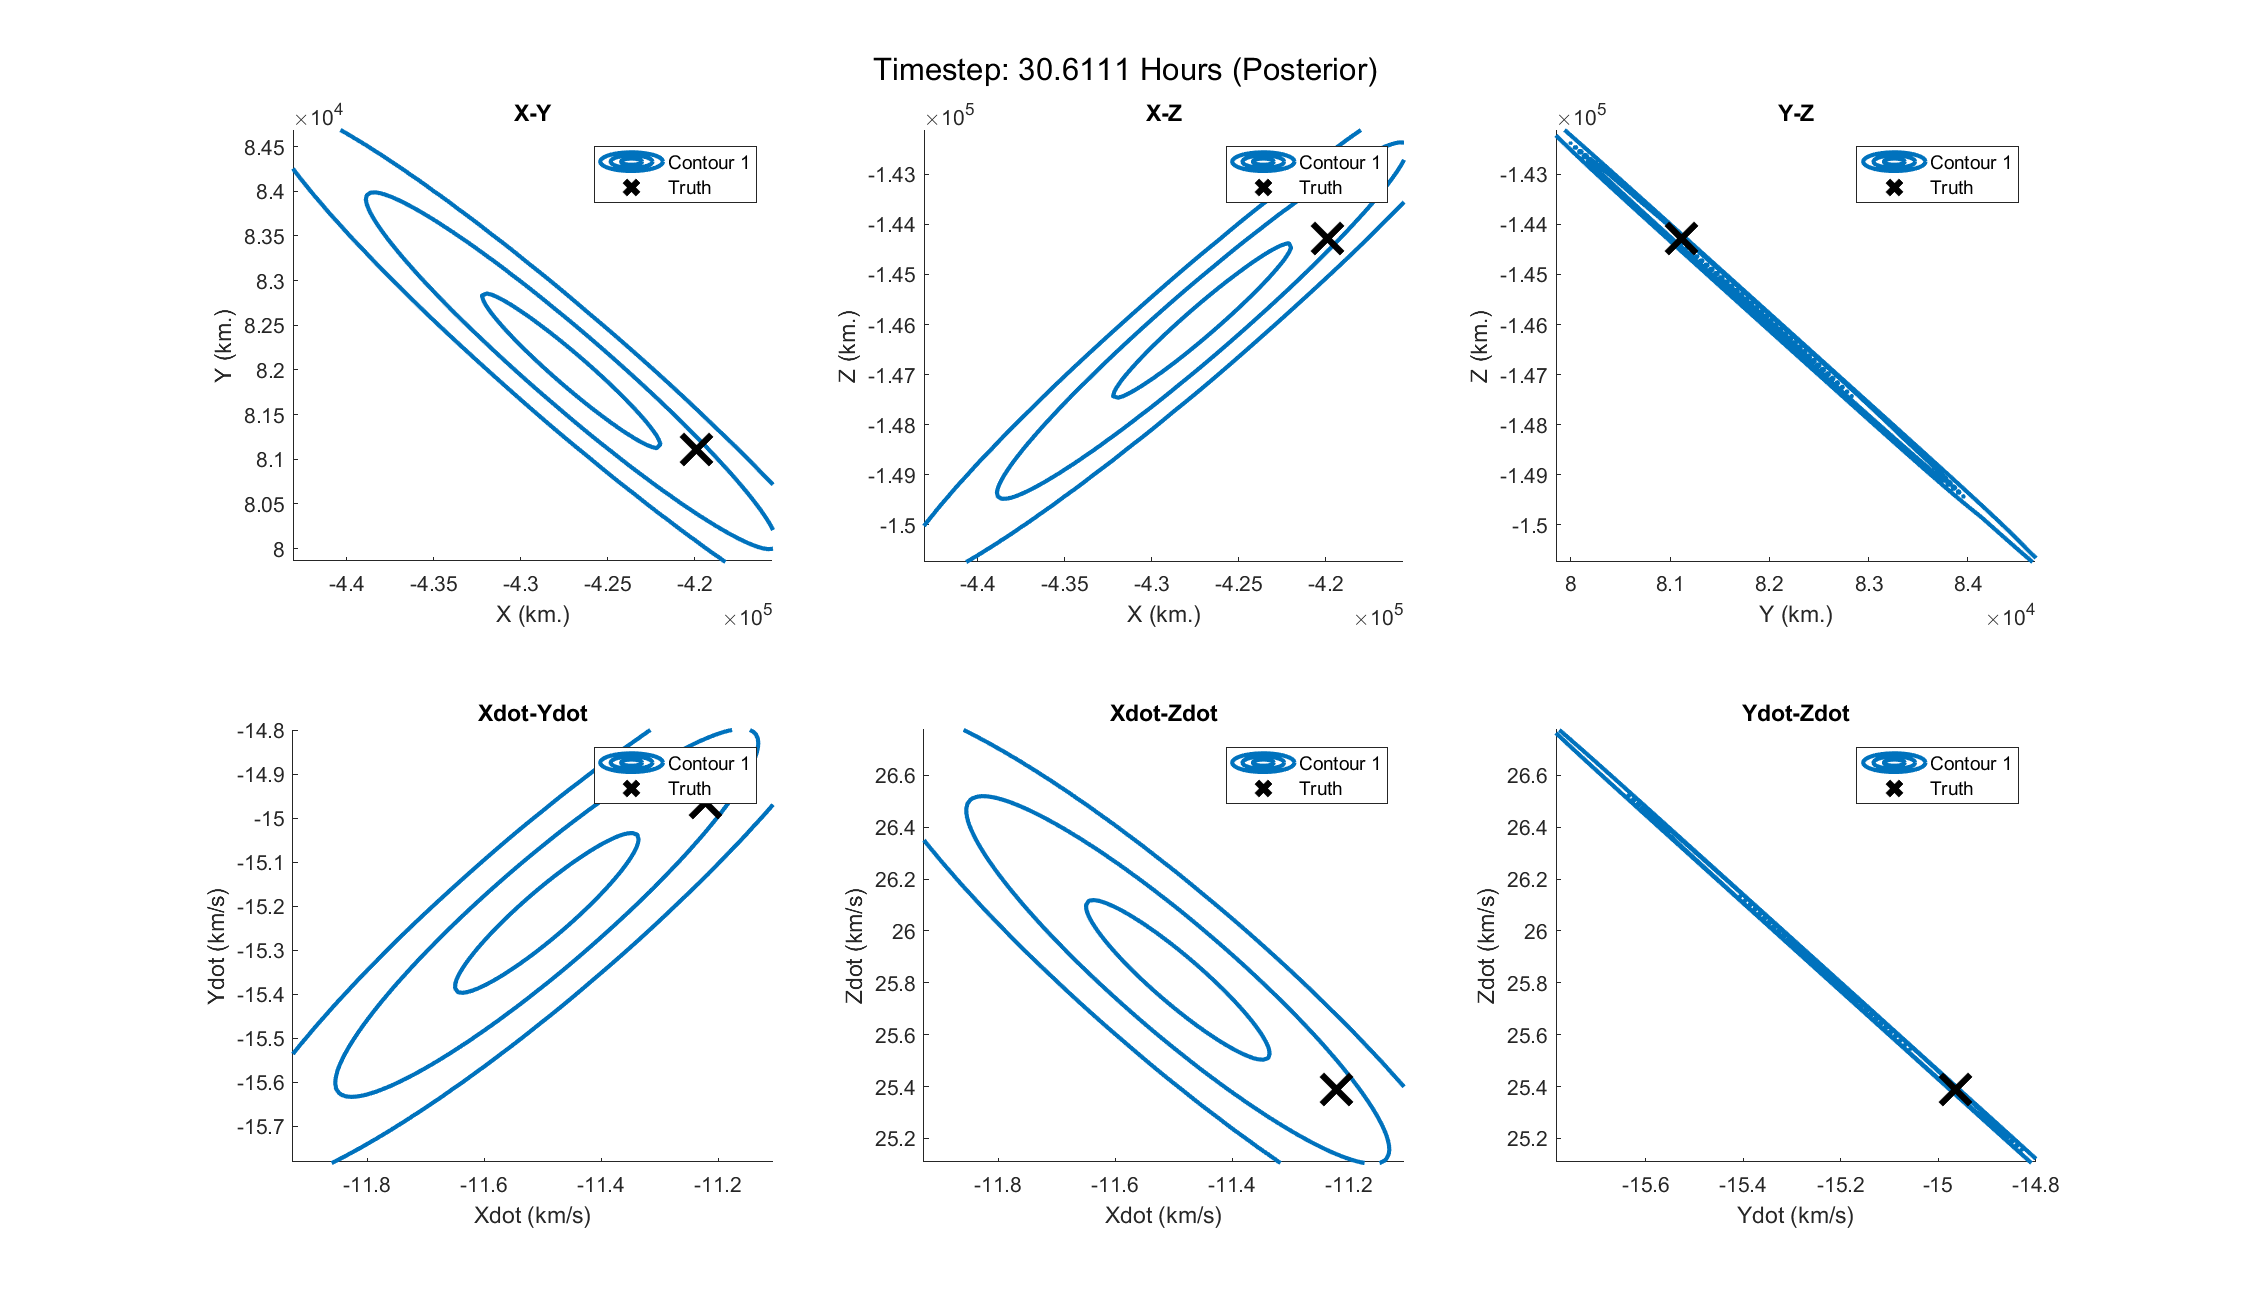 Timestep: 30.6111 Hours (Posterior)
X-Y
×10^4
8.45
8.4
8.35
8.3
8.25
8.2
8.15
8.1
8.05
8
Y (km.)
-4.4 -4.35 -4.3 -4.25 -4.2
X (km.)
×10^5
Contour 1
Truth
X-Z
×10^5
-1.43
-1.44
-1.45
-1.46
-1.47
-1.48
-1.49
-1.5
Z (km.)
-4.4 -4.35 -4.3 -4.25 -4.2
X (km.)
×10^5
Contour 1
Truth
Y-Z
×10^5
-1.43
-1.44
-1.45
-1.46
-1.47
-1.48
-1.49
-1.5
Z (km.)
8 8.1 8.2 8.3 8.4
Y (km.)
×10^4
Contour 1
Truth
Xdot-Ydot
-14.8
-14.9
-15
-15.1
-15.2
-15.3
-15.4
-15.5
-15.6
-15.7
Ydot (km/s)
-11.8 -11.6 -11.4 -11.2
Xdot (km/s)
Contour 1
Truth
Xdot-Zdot
26.6
26.4
26.2
26
25.8
25.6
25.4
25.2
Zdot (km/s)
-11.8 -11.6 -11.4 -11.2
Xdot (km/s)
Contour 1
Truth
Ydot-Zdot
26.6
26.4
26.2
26
25.8
25.6
25.4
25.2
Zdot (km/s)
-15.6 -15.4 -15.2 -15 -14.8
Ydot (km/s)
Contour 1
Truth